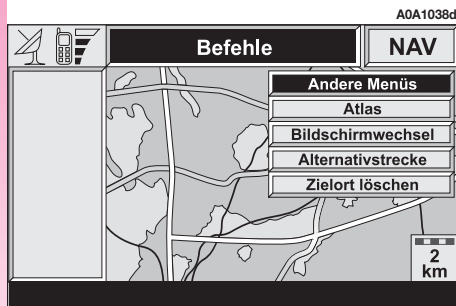 A0A1038d
Befehle
NAV
Andere Menüs
Atlas
Bildschirmwechsel
Alternativstrecke
Zielort löschen
2
km